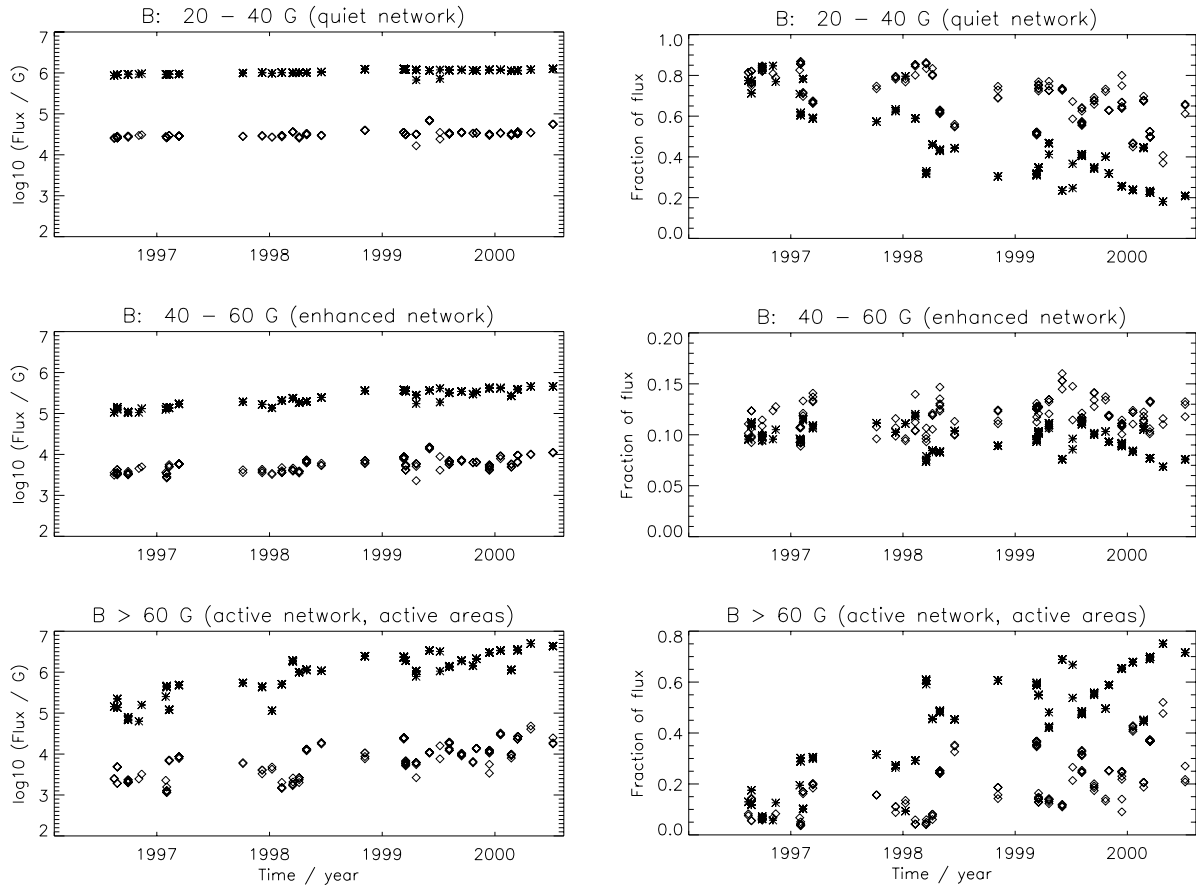 B: 20 – 40 G (quiet network)
7
6
5
4
3
2
log10 (Flux / G)
1997 1998 1999 2000
B: 20 – 40 G (quiet network)
1.0
0.8
0.6
0.4
0.2
0.0
Fraction of flux
1997 1998 1999 2000
B: 40 – 60 G (enhanced network)
7
6
5
4
3
2
log10 (Flux / G)
1997 1998 1999 2000
B: 40 – 60 G (enhanced network)
0.20
0.15
0.10
0.05
0.00
Fraction of flux
1997 1998 1999 2000
B > 60 G (active network, active areas)
7
6
5
4
3
2
log10 (Flux / G)
1997 1998 1999 2000
Time / year
B > 60 G (active network, active areas)
0.8
0.6
0.4
0.2
0.0
Fraction of flux
1997 1998 1999 2000
Time / year